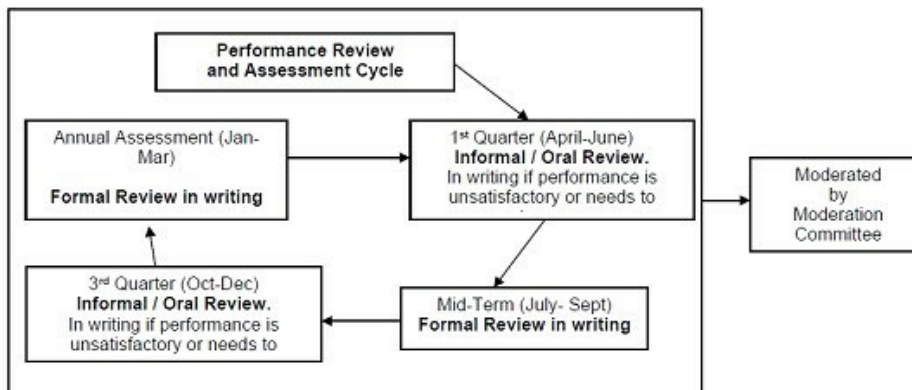 Performance Review
and Assessment Cycle
Annual Assessment (Jan-
Mar)
Formal Review in writing
1st Quarter (April-June)
Informal / Oral Review.
In writing if performance is
unsatisfactory or needs to
Moderated
by
Moderation
Committee
3rd Quarter (Oct-Dec)
Informal / Oral Review.
In writing if performance is
unsatisfactory or needs to
Mid-Term (July- Sept)
Formal Review in writing